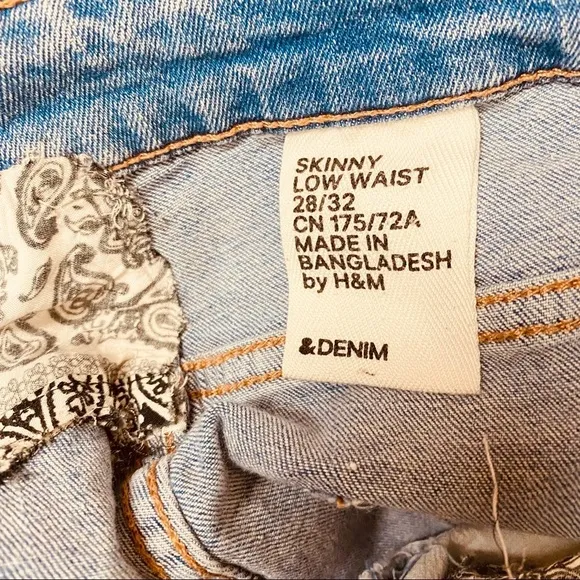 SKINNY
LOW WAIST
28/32
CN 175/72A
MADE IN
BANGLADESH
by H&M
&DENIM